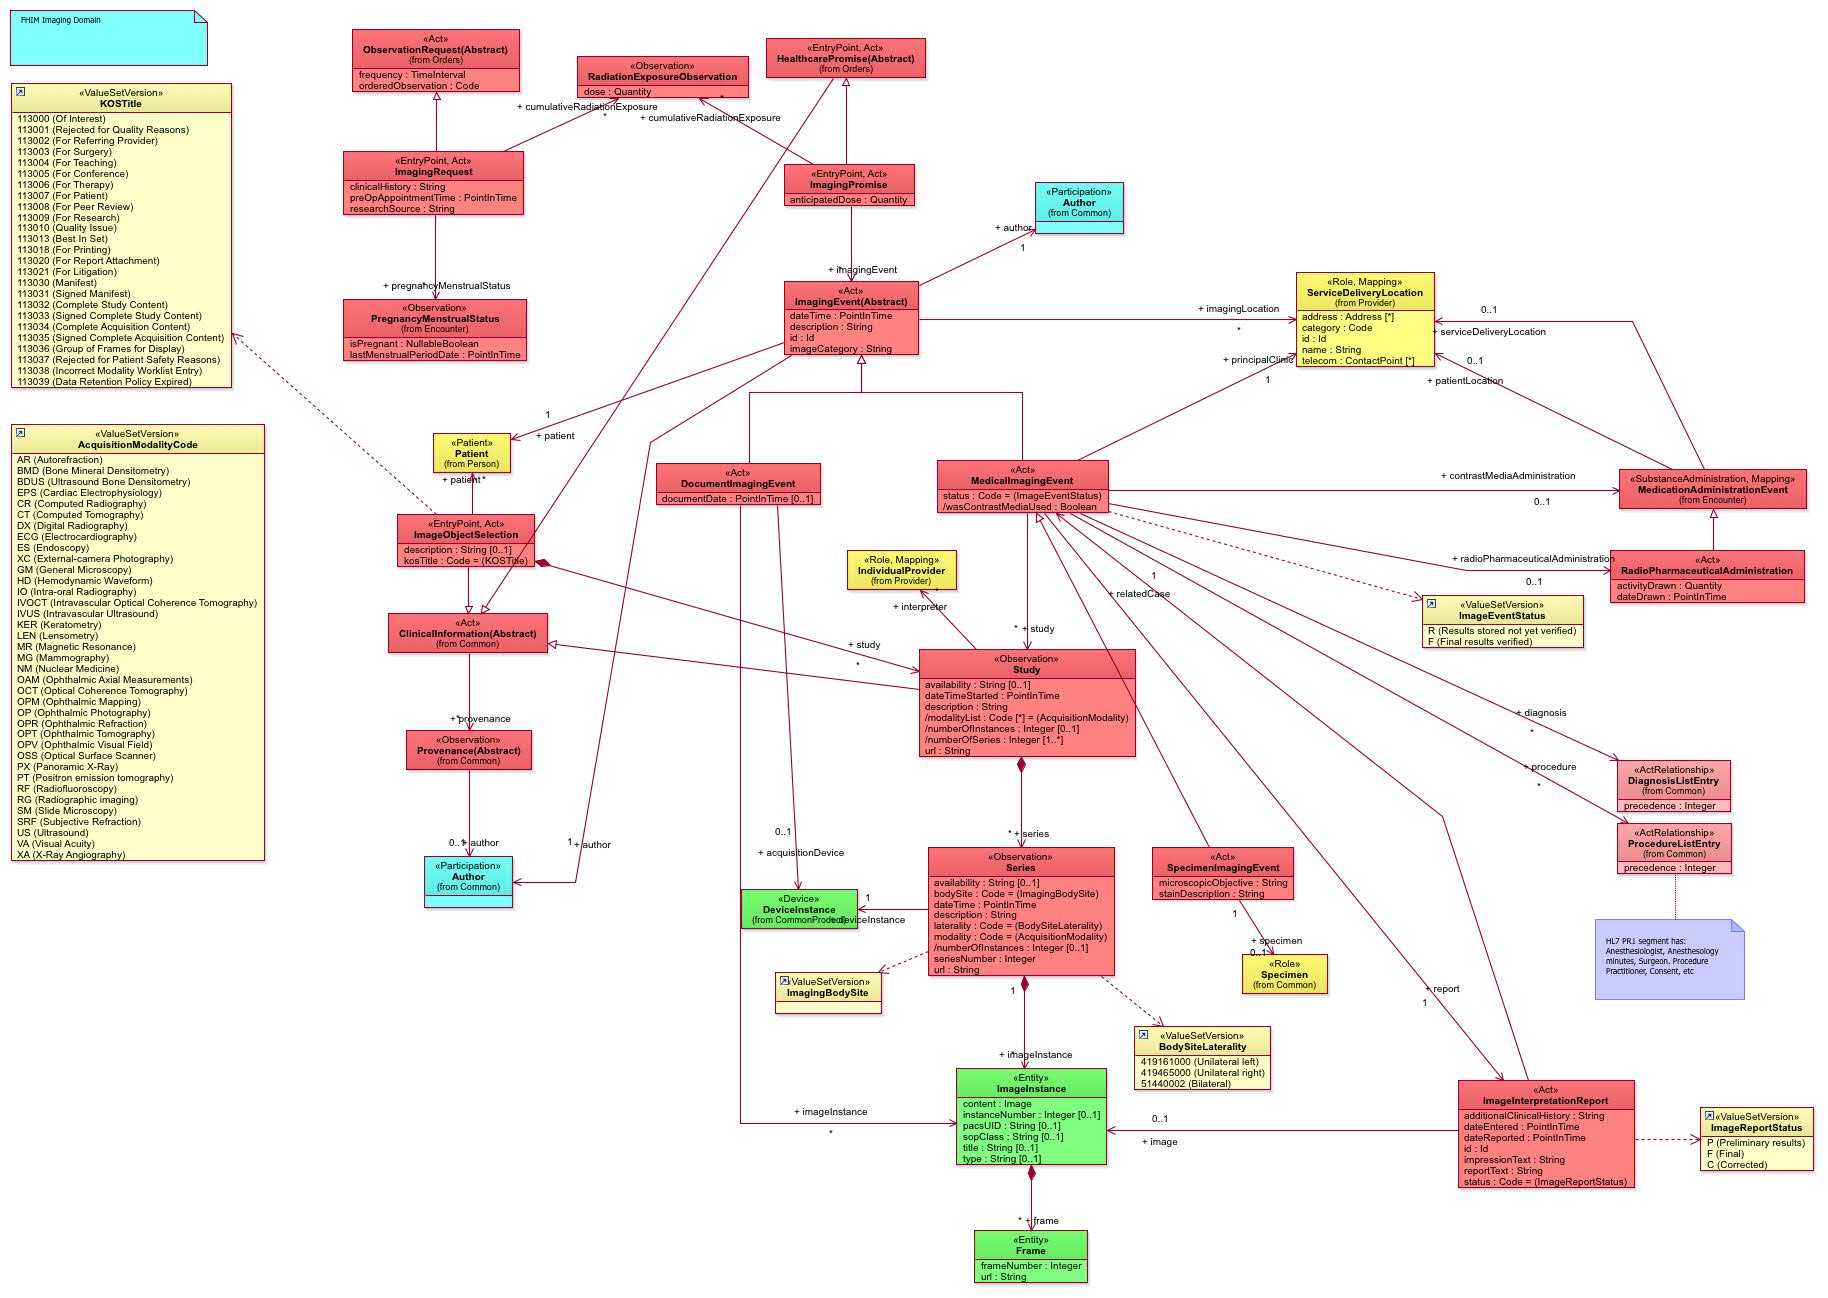 FHIM Imaging Domain
«ValueSetVersion»
KOSTitle
113000 (Of Interest)
113001 (Rejected for Quality Reasons)
113002 (For Referring Provider)
113003 (For Surgery)
113004 (For Teaching)
113005 (For Conference)
113006 (For Therapy)
113007 (For Patient)
113008 (For Peer Review)
113009 (For Research)
113010 (Quality Issue)
113013 (Best In Set)
113018 (For Printing)
113020 (For Report Attachment)
113021 (For Litigation)
113030 (Manifest)
113031 (Signed Manifest)
113032 (Complete Study Content)
113033 (Signed Complete Study Content)
113034 (Complete Acquisition Content)
113035 (Signed Complete Acquisition Content)
113036 (Group of Frames for Display)
113037 (Rejected for Patient Safety Reasons)
113038 (Incorrect Modality Worklist Entry)
113039 (Data Retention Policy Expired)
«ValueSetVersion»
AcquisitionModalityCode
AR (Autorefraction)
BMD (Bone Mineral Densitometry)
BDUS (Ultrasound Bone Densitometry)
EPS (Cardiac Electrophysiology)
CR (Computed Radiography)
CT (Computed Tomography)
DX (Digital Radiography)
ECG (Electrocardiography)
ES (Endoscopy)
XC (External-camera Photography)
GM (General Microscopy)
HD (Hemodynamic Waveform)
IO (Intra-oral Radiography)
IVOCT (Intravascular Optical Coherence Tomography)
IVUS (Intravascular Ultrasound)
KER (Keratometry)
LEN (Lensometry)
MR (Magnetic Resonance)
MG (Mammography)
NM (Nuclear Medicine)
OAM (Ophthalmic Axial Measurements)
OCT (Optical Coherence Tomography)
OPM (Ophthalmic Mapping)
OP (Ophthalmic Photography)
OPR (Ophthalmic Refraction)
OPT (Ophthalmic Tomography)
OPV (Ophthalmic Visual Field)
OSS (Optical Surface Scanner)
PX (Panoramic X-Ray)
PT (Positron emission tomography)
RF (Radiofluoroscopy)
RG (Radiographic imaging)
SM (Slide Microscopy)
SRF (Subjective Refraction)
US (Ultrasound)
VA (Visual Acuity)
XA (X-Ray Angiography)
«Act»
ObservationRequest(Abstract)
(from Orders)
frequency : TimeInterval
orderedObservation : Code
«Observation»
RadiationExposureObservation
dose : Quantity
«EntryPoint, Act»
HealthcarePromise(Abstract)
(from Orders)
+ cumulativeRadiationExposure
*
*
+ cumulativeRadiationExposure
«EntryPoint, Act»
ImagingRequest
clinicalHistory : String
preOpAppointmentTime : PointInTime
researchSource : String
«EntryPoint, Act»
ImagingPromise
anticipatedDose : Quantity
«Participation»
Author
(from Common)
+ author
1
+ pregnancyMenstrualStatus
*
«Observation»
PregnancyMenstrualStatus
(from Encounter)
isPregnant : NullableBoolean
lastMenstrualPeriodDate : PointInTime
+ imagingEvent
*
«Act»
ImagingEvent(Abstract)
dateTime : PointInTime
description : String
id : Id
imageCategory : String
+ imagingLocation
*
«Role, Mapping»
ServiceDeliveryLocation
(from Provider)
address : Address [*]
category : Code
id : Id
name : String
telecom : ContactPoint [*]
0..1
+ serviceDeliveryLocation
+ principalClinic
1
0..1
+ patientLocation
1
+ patient
«Patient»
Patient
(from Person)
+ patient *
«Act»
DocumentImagingEvent
documentDate : PointInTime [0..1]
«Act»
MedicalImagingEvent
status : Code = (ImageEventStatus)
/wasContrastMediaUsed : Boolean
+ contrastMediaAdministration
0..1
«SubstanceAdministration, Mapping»
MedicationAdministrationEvent
(from Encounter)
«EntryPoint, Act»
ImageObjectSelection
description : String [0..1]
kosTitle : Code = (KOSTitle)
«Role, Mapping»
IndividualProvider
(from Provider)
*
+ interpreter
+ radioPharmaceuticalAdministration
0..1
«Act»
RadioPharmaceuticalAdministration
activityDrawn : Quantity
dateDrawn : PointInTime
1
+ relatedCase
«ValueSetVersion»
ImageEventStatus
R (Results stored not yet verified)
F (Final results verified)
«Act»
ClinicalInformation(Abstract)
(from Common)
+ study
*
* + study
«Observation»
Study
availability : String [0..1]
dateTimeStarted : PointInTime
description : String
/modalityList : Code [*] = (AcquisitionModality)
/numberOfInstances : Integer [0..1]
/numberOfSeries : Integer [1..*]
url : String
+ provenance
*
«Observation»
Provenance(Abstract)
(from Common)
+ diagnosis
*
+ procedure
*
«ActRelationship»
DiagnosisListEntry
(from Common)
precedence : Integer
«ActRelationship»
ProcedureListEntry
(from Common)
precedence : Integer
0..1
+ author
1
+ author
«Participation»
Author
(from Common)
0..1
+ acquisitionDevice
* + series
«Observation»
Series
availability : String [0..1]
bodySite : Code = (ImagingBodySite)
dateTime : PointInTime
description : String
laterality : Code = (BodySiteLaterality)
modality : Code = (AcquisitionModality)
/numberOfInstances : Integer [0..1]
seriesNumber : Integer
url : String
«Device»
DeviceInstance
(from CommonProduct)
1
+ deviceInstance
«Act»
SpecimenImagingEvent
microscopicObjective : String
stainDescription : String
1
+ specimen
0..1
«Role»
Specimen
(from Common)
HL7 PR1 segment has:
Anesthesiologist, Anesthesology
minutes, Surgeon. Procedure
Practitioner, Consent, etc
«ValueSetVersion»
ImagingBodySite
1
+ report
1
«ValueSetVersion»
BodySiteLaterality
419161000 (Unilateral left)
419465000 (Unilateral right)
51440002 (Bilateral)
+ imageInstance
*
«Entity»
ImageInstance
content : Image
instanceNumber : Integer [0..1]
pacsUID : String [0..1]
sopClass : String [0..1]
title : String [0..1]
type : String [0..1]
+ imageInstance
*
0..1
+ image
«Act»
ImageInterpretationReport
additionalClinicalHistory : String
dateEntered : PointInTime
dateReported : PointInTime
id : Id
impressionText : String
reportText : String
status : Code = (ImageReportStatus)
«ValueSetVersion»
ImageReportStatus
P (Preliminary results)
F (Final)
C (Corrected)
* + frame
«Entity»
Frame
frameNumber : Integer
url : String